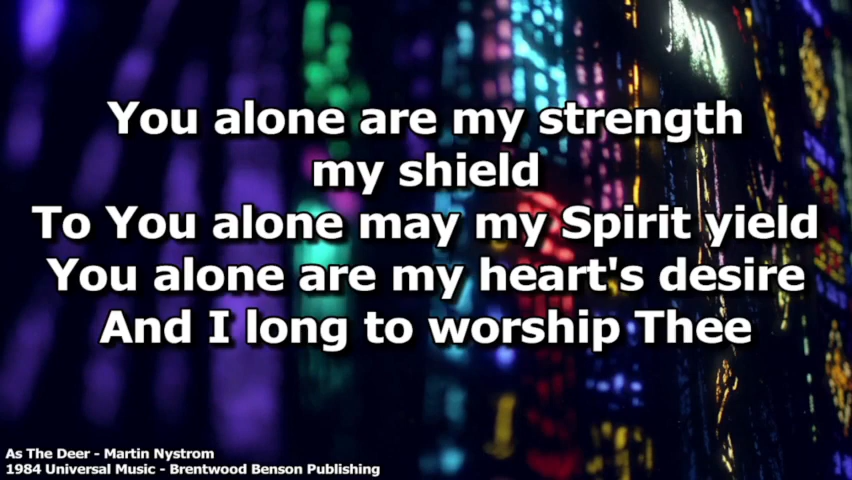 You alone are my strength
my shield
To You alone may my Spirit yield
You alone are my heart's desire
And I long to worship Thee
As The Deer - Martin Nystrom
1984 Universal Music - Brentwood Benson Publishing